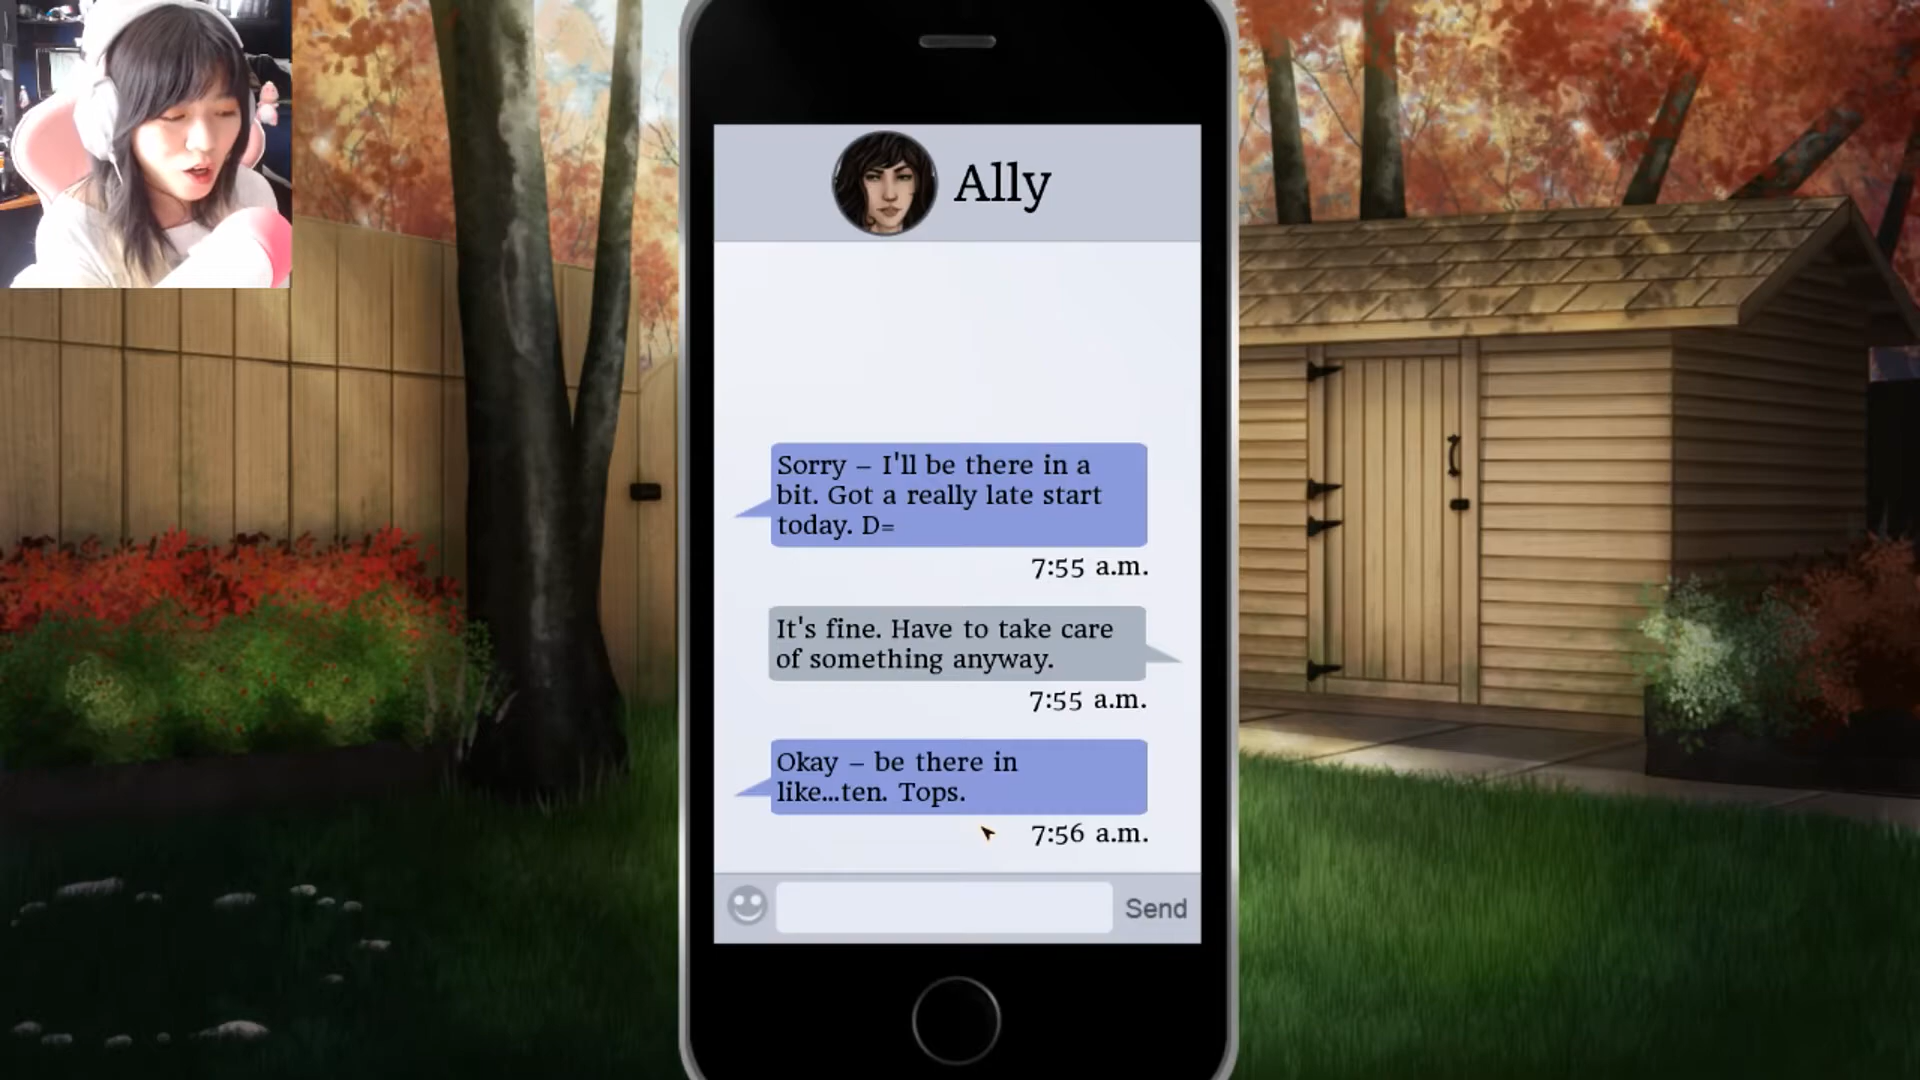 Ally
Sorry – I'll be there in a
bit. Got a really late start
today. D=
7:55 a.m.
It's fine. Have to take care
of something anyway.
7:55 a.m.
Okay – be there in
like...ten. Tops.
7:56 a.m.
Send